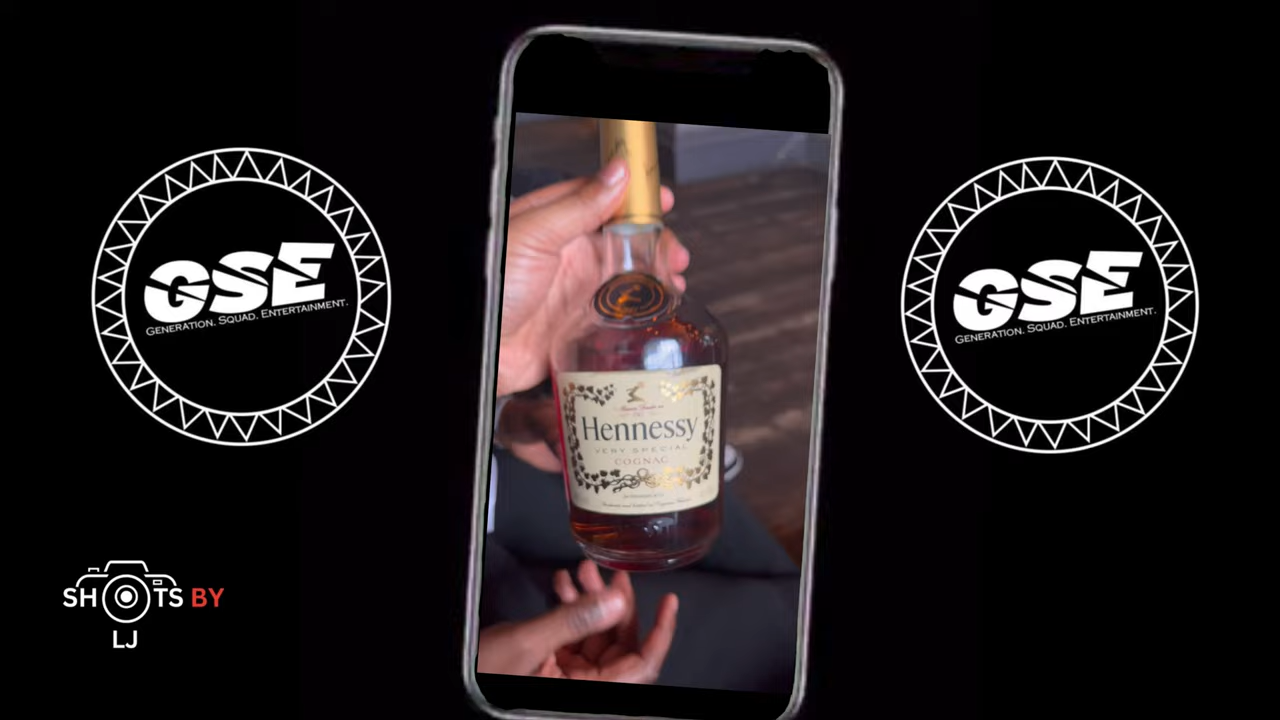 GSE
GENERATION. SQUAD. ENTERTAINMENT.
Hennessy
VERY SPECIAL
COGNAC
GSE
GENERATION. SQUAD. ENTERTAINMENT.
SHOTS BY
LJ